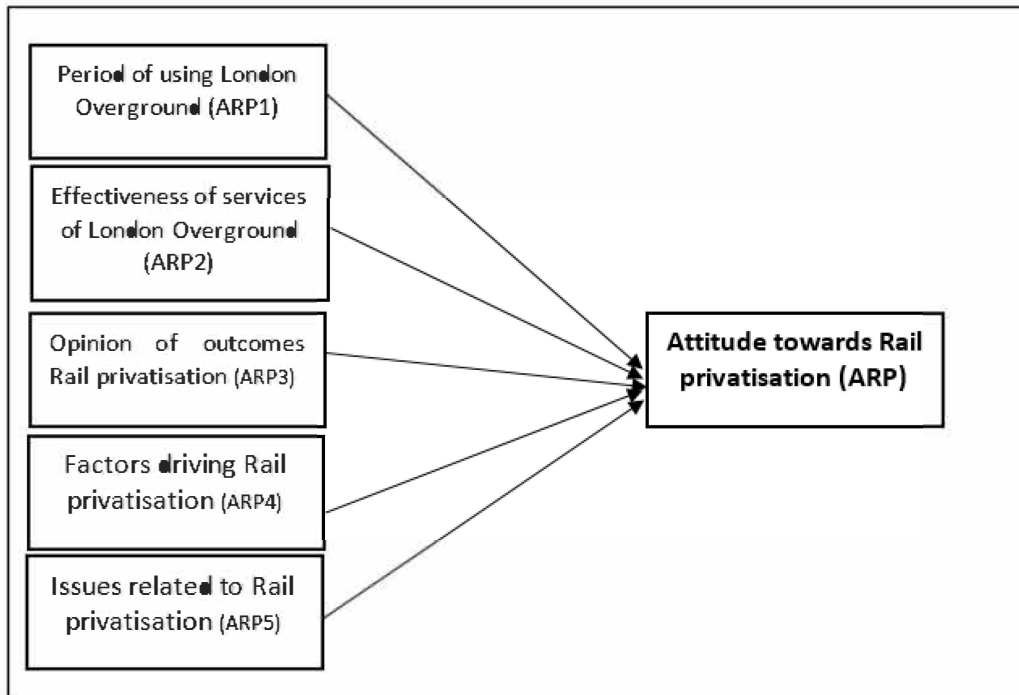 Period of using London
Overground (ARP1)
Effectiveness of services
of London Overground
(ARP2)
Opinion of outcomes
Rail privatisation (ARP3)
Factors driving Rail
privatisation (ARP4)
Issues related to Rail
privatisation (ARP5)
Attitude towards Rail
privatisation (ARP)